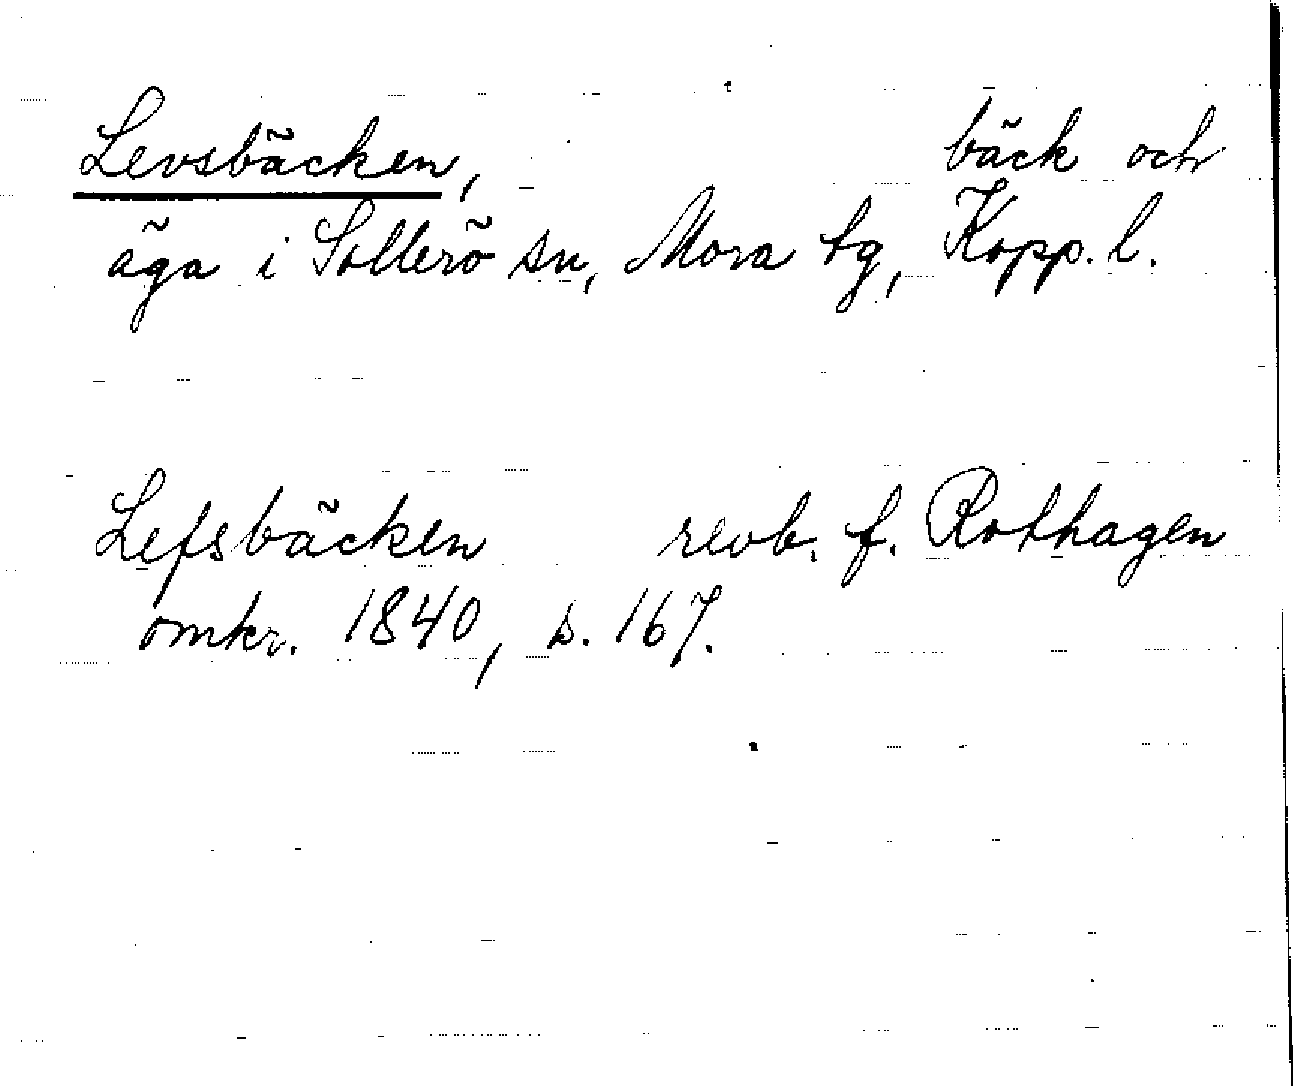 Levsbäcken, bäck och
äga i Sollerö sn, Mora tg, Kopp. l.
Lefsbäcken revb. f. Rothagen
omkr. 1840, s. 167.